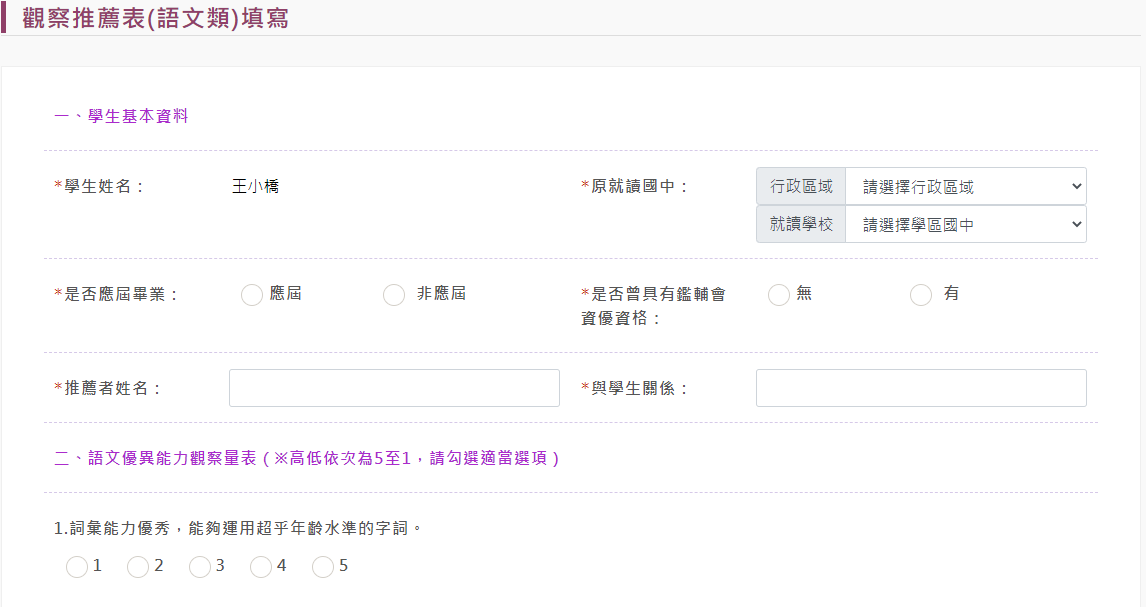 觀察推薦表(語文類)填寫
一、學生基本資料
*學生姓名：
王小橋
*原就讀國中：
行政區域 請選擇行政區域
就讀學校 請選擇學區國中
*是否應屆畢業：
應屆 非應屆
*是否曾具有鑑輔會
資優資格：
無 有
*推薦者姓名：
*與學生關係：
二、語文優異能力觀察量表（※高低依次為5至1，請勾選適當選項）
1.詞彙能力優秀，能夠運用超乎年齡水準的字詞。
1 2 3 4 5